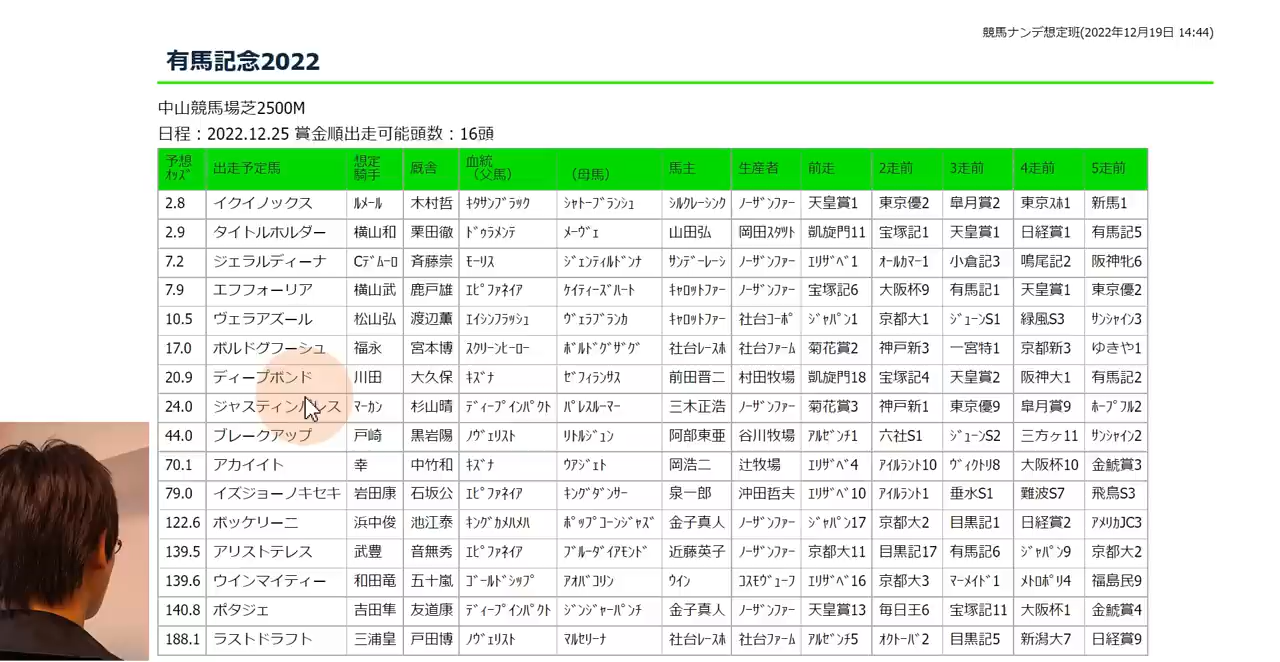 競馬ナンデ想定班(2022年12月19日 14:44)
有馬記念2022
中山競馬場芝2500M
日程：2022.12.25 賞金順出走可能頭数：16頭
予想ｵｯｽﾞ 出走予定馬 想定騎手 厩舎 血統（父馬） （母馬） 馬主 生産者 前走 2走前 3走前 4走前 5走前
2.8 イクイノックス ﾙﾒｰﾙ 木村哲 ｷﾀｻﾝﾌﾞﾗｯｸ ｼｬﾄｰﾌﾞﾗﾝｼｭ ｼﾙｸﾚｰｼﾝｸ ﾉｰｻﾞﾝﾌｧｰ 天皇賞1 東京優2 皐月賞2 東京ｽﾎ1 新馬1
2.9 タイトルホルダー 横山和 栗田徹 ﾄﾞｩﾗﾒﾝﾃ ﾒｰｳﾞｪ 山田弘 岡田ｽﾀﾂﾄ 凱旋門11 宝塚記1 天皇賞1 日経賞1 有馬記5
7.2 ジェラルディーナ Cﾃﾞﾑｰﾛ 斉藤崇 ﾓｰﾘｽ ｼﾞｪﾝﾃｨﾙﾄﾞﾝﾅ ｻﾝﾃﾞｰﾚｰｼ ﾉｰｻﾞﾝﾌｧｰ ｴﾘｻﾞﾍﾞ1 ｵｰﾙｶﾏｰ1 小倉記3 鳴尾記2 阪神牝6
7.9 エフフォーリア 横山武 鹿戸雄 ｴﾋﾟﾌｧﾈｲｱ ｹｲﾃｨｰｽﾞﾊｰﾄ ｷｬﾛｯﾄﾌｧｰ ﾉｰｻﾞﾝﾌｧｰ 宝塚記6 大阪杯9 有馬記1 天皇賞1 東京優2
10.5 ヴェラアズール 松山弘 渡辺薫 ｴｲｼﾝﾌﾗｯｼｭ ｳﾞｪﾗﾌﾞﾗﾝｶ ｷｬﾛｯﾄﾌｧｰ 社台ｺｰﾎﾟ ｼﾞｬﾊﾟﾝ1 京都大1 ｼﾞｭｰﾝS1 緑風S3 ｻﾝｼｬｲﾝ3
17.0 ボルドグフーシュ 福永 宮本博 ｽｸﾘｰﾝﾋｰﾛｰ ﾎﾞﾙﾄﾞｸﾞｻﾞｸﾞ 社台ﾚｰｽﾎ 社台ﾌｧｰﾑ 菊花賞2 神戸新3 一宮特1 京都新3 ゆきや1
20.9 ディープボンド 川田 大久保 ｷｽﾞﾅ ｾﾞﾌｨﾗﾝｻｽ 前田晋二 村田牧場 凱旋門18 宝塚記4 天皇賞2 阪神大1 有馬記2
24.0 ジャスティンパレス ﾏｰｶﾝ 杉山晴 ﾃﾞｨｰﾌﾟｲﾝﾊﾟｸﾄ ﾊﾟﾚｽﾙｰﾏｰ 三木正浩 ﾉｰｻﾞﾝﾌｧｰ 菊花賞3 神戸新1 東京優9 皐月賞9 ﾎｰﾌﾟﾌﾙ2
44.0 ブレークアップ 戸崎 黒岩陽 ﾉｳﾞｪﾘｽﾄ ﾘﾄﾙｼﾞｭﾝ 阿部東亜 谷川牧場 ｱﾙｾﾞﾝﾁ1 六社S1 ｼﾞｭｰﾝS2 三方ヶ11 ｻﾝｼｬｲﾝ2
70.1 アカイイト 幸 中竹和 ｷｽﾞﾅ ｳｱｼﾞｪﾄ 岡浩二 辻牧場 ｴﾘｻﾞﾍﾞ4 ｱｲﾙﾗﾝﾄ10 ヴｨｸﾄﾘ8 大阪杯10 金鯱賞3
79.0 イズジョーノキセキ 岩田康 石坂公 ｴﾋﾟﾌｧﾈｲｱ ｷﾝｸﾞﾀﾞﾝｻｰ 泉一郎 沖田哲夫 ｴﾘｻﾞﾍﾞ10 ｱｲﾙﾗﾝﾄ1 垂水S1 難波S7 飛鳥S3
122.6 ボッケリーニ 浜中俊 池江泰 ｷﾝｸﾞｶﾒﾊﾒﾊ ﾎﾟｯﾌﾟｺｰﾝｼﾞｬｽﾞ 金子真人 ﾉｰｻﾞﾝﾌｧｰ ｼﾞｬﾊﾟﾝ17 京都大2 目黒記1 日経賞2 ｱﾒﾘｶJC3
139.5 アリストテレス 武豊 音無秀 ｴﾋﾟﾌｧﾈｲｱ ﾌﾞﾙｰﾀﾞｲｱﾓﾝﾄﾞ 近藤英子 ﾉｰｻﾞﾝﾌｧｰ 京都大11 目黒記17 有馬記6 ｼﾞｬﾊﾟﾝ9 京都大2
139.6 ウインマイティー 和田竜 五十嵐 ｺﾞｰﾙﾄﾞｼｯﾌﾟ ｱｵﾊﾞｺﾘﾝ ｳｲﾝ ｺｽﾓヴｭｰﾌ ｴﾘｻﾞﾍﾞ16 京都大3 ﾏｰﾒｲﾄﾞ1 ﾒﾄﾛﾎﾟﾘ4 福島民9
140.8 ポタジェ 吉田隼 友道康 ﾃﾞｨｰﾌﾟｲﾝﾊﾟｸﾄ ｼﾞﾝｼﾞｬｰﾊﾟﾝﾁ 金子真人 ﾉｰｻﾞﾝﾌｧｰ 天皇賞13 毎日王6 宝塚記11 大阪杯1 金鯱賞4
188.1 ラストドラフト 三浦皇 戸田博 ﾉｳﾞｪﾘｽﾄ ﾏﾙｾﾘｰﾅ 社台ﾚｰｽﾎ 社台ﾌｧｰﾑ ｱﾙｾﾞﾝﾁ5 ｵｸﾄｰﾊﾞ2 目黒記5 新潟大7 日経賞9